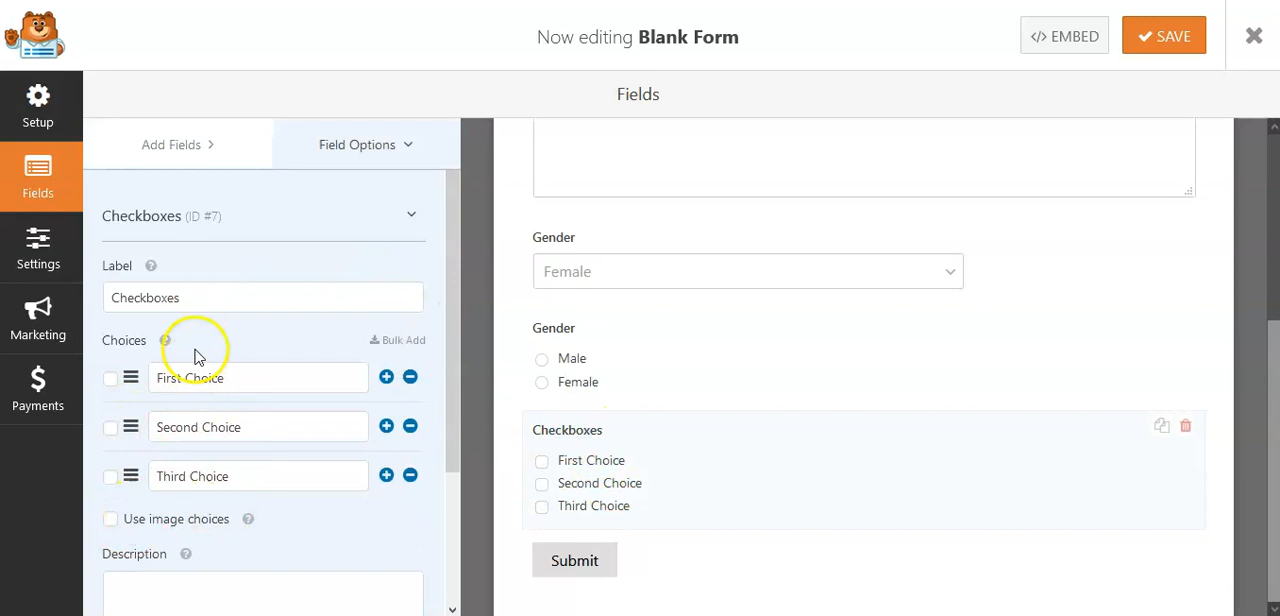 Now editing Blank Form
</> EMBED
SAVE
Setup
Fields
Settings
Marketing
Payments
Fields
Add Fields
Field Options
Checkboxes (ID #7)
Label
Checkboxes
Choices
Bulk Add
First Choice
Second Choice
Third Choice
Use image choices
Description
Gender
Female
Gender
Male
Female
Checkboxes
First Choice
Second Choice
Third Choice
Submit